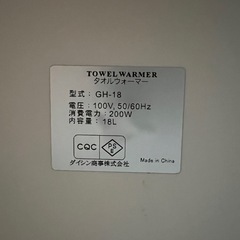 TOWEL WARMER
タオルウォーマー
型式：GH-18
電圧：100V, 50/60Hz
消費電力：200W
内容量：18L
CQC
PS
E
Made in China
ダイシン商事株式会社